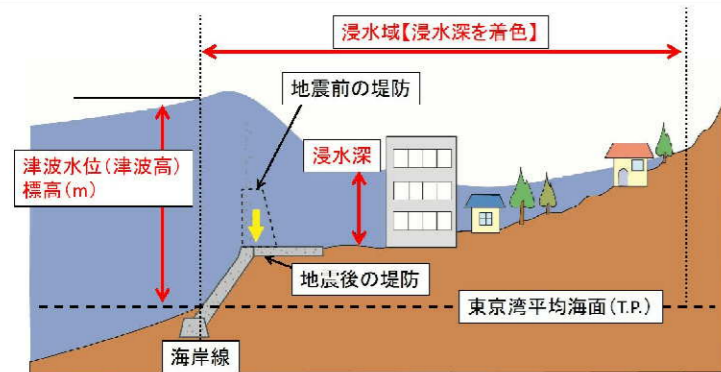 浸水域【浸水深を着色】
地震前の堤防
津波水位(津波高)
標高(m)
浸水深
地震後の堤防
東京湾平均海面(T.P.)
海岸線